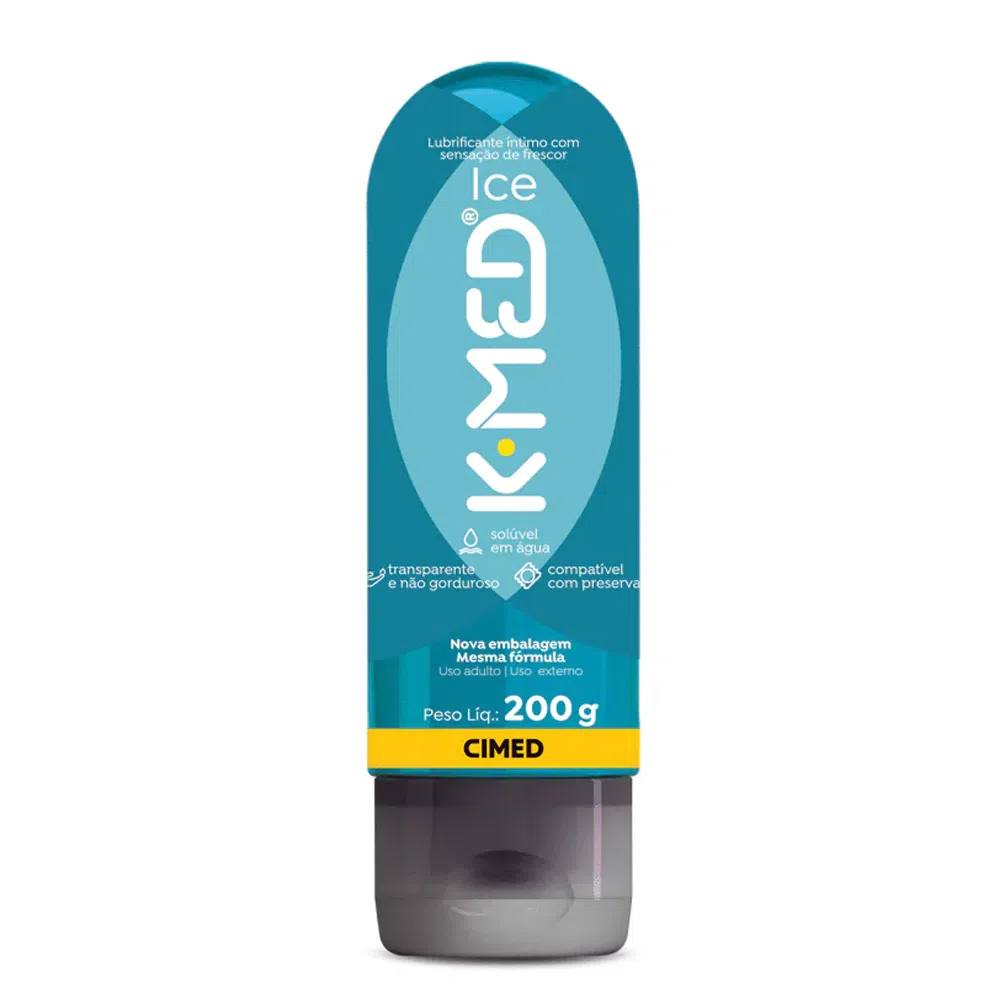 Lubrificante íntimo com
sensação de frescor
Ice
K·MED®
solúvel
em água
transparente
e não gorduroso
compatível
com preserva
Nova embalagem
Mesma fórmula
Uso adulto | Uso externo
Peso Líq.: 200 g
CIMED